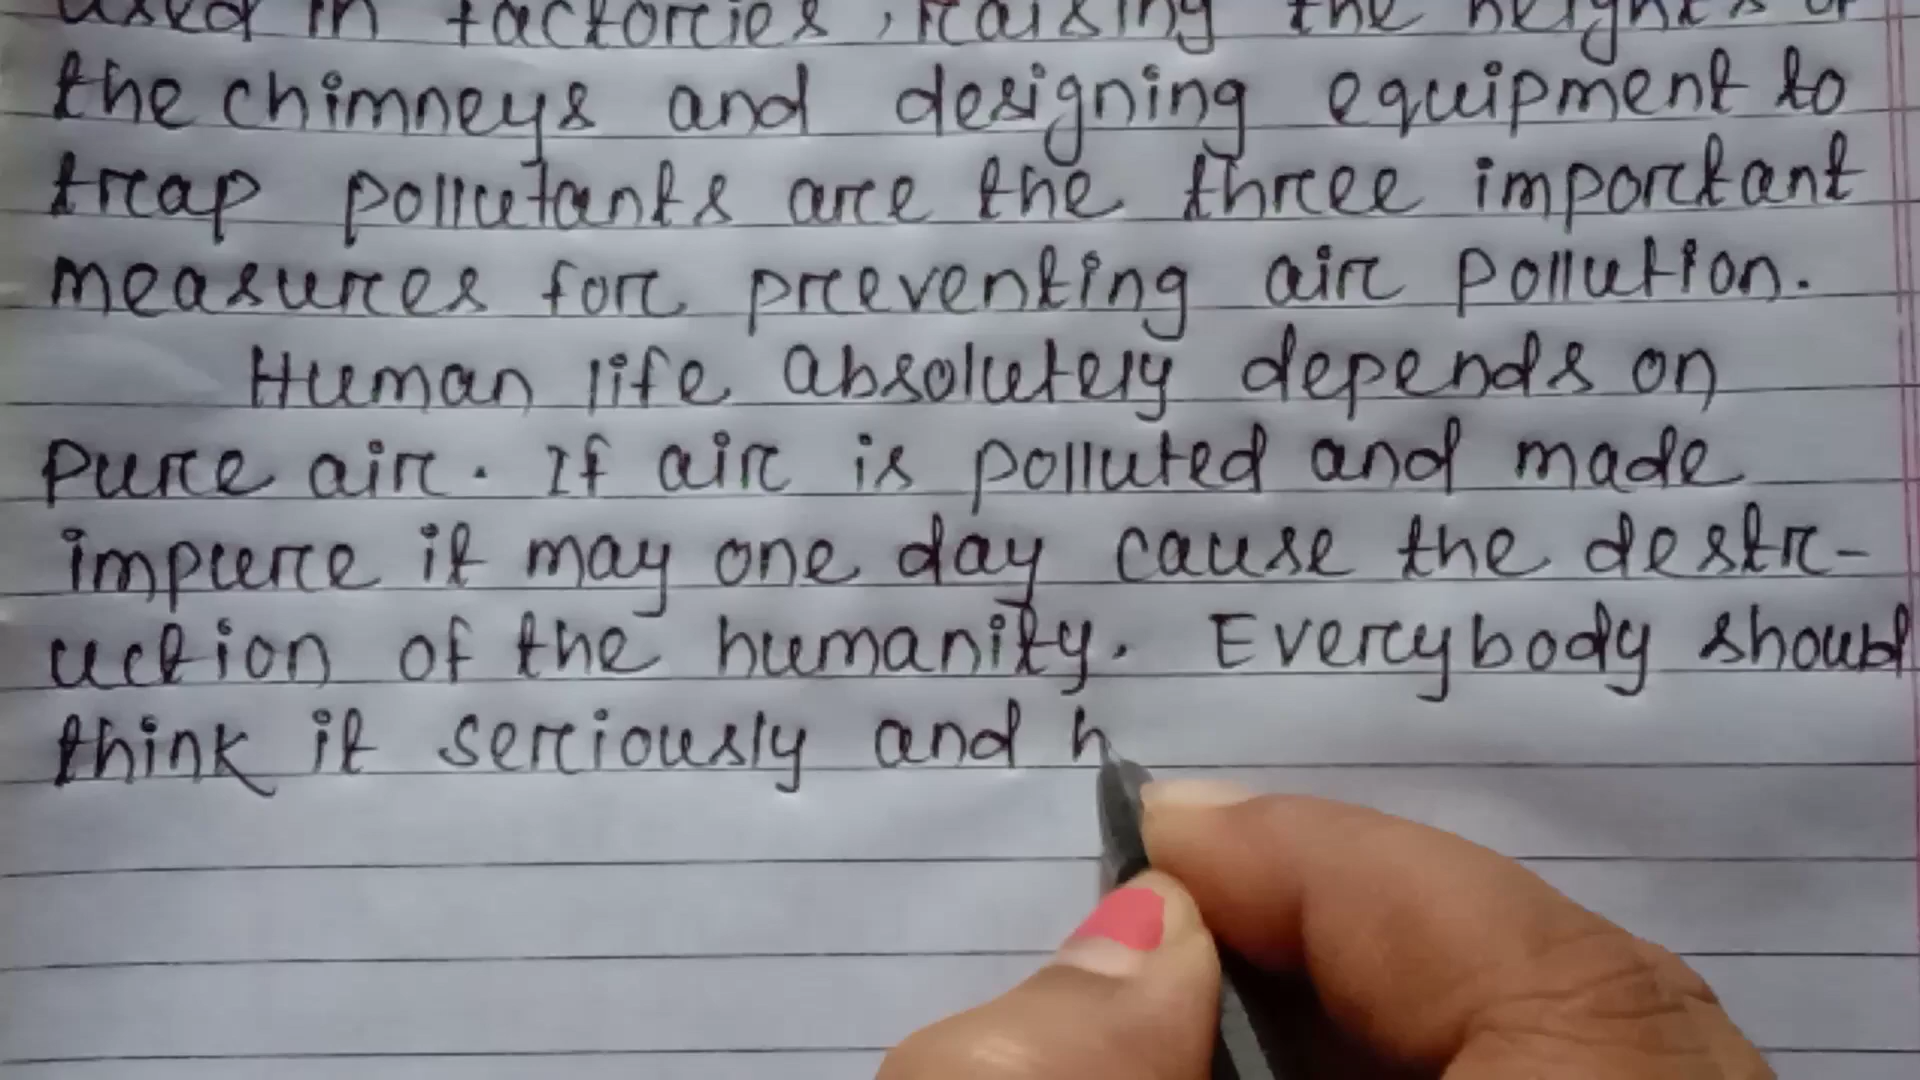 used in factories, raising the heights of
the chimneys and designing equipment to
trap pollutants are the three important
measures for preventing air pollution.
Human life absolutely depends on
pure air. If air is polluted and made
impure it may one day cause the destr-
uction of the humanity. Everybody should
think it seriously and h